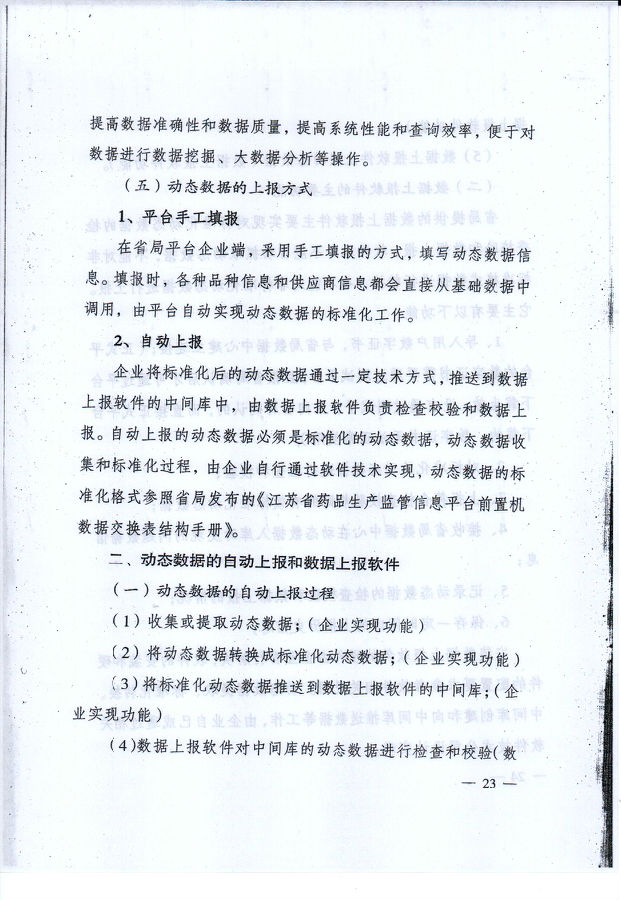 提高数据准确性和数据质量，提高系统性能和查询效率，便于对
数据进行数据挖掘、大数据分析等操作。
（五）动态数据的上报方式
1、平台手工填报
在省局平台企业端，采用手工填报的方式，填写动态数据信
息。填报时，各种品种信息和供应商信息都会直接从基础数据中
调用，由平台自动实现动态数据的标准化工作。
2、自动上报
企业将标准化后的动态数据通过一定技术方式，推送到数据
上报软件的中间库中，由数据上报软件负责检查校验和数据上
报。自动上报的动态数据必须是标准化的动态数据，动态数据收
集和标准化过程，由企业自行通过软件技术实现，动态数据的标
准化格式参照省局发布的《江苏省药品生产监管信息平台前置机
数据交换表结构手册》。
二、动态数据的自动上报和数据上报软件
（一）动态数据的自动上报过程
（1）收集或提取动态数据；（企业实现功能）
（2）将动态数据转换成标准化动态数据；（企业实现功能）
（3）将标准化动态数据推送到数据上报软件的中间库；（企
业实现功能）
（4）数据上报软件对中间库的动态数据进行检查和校验（数
— 23 —